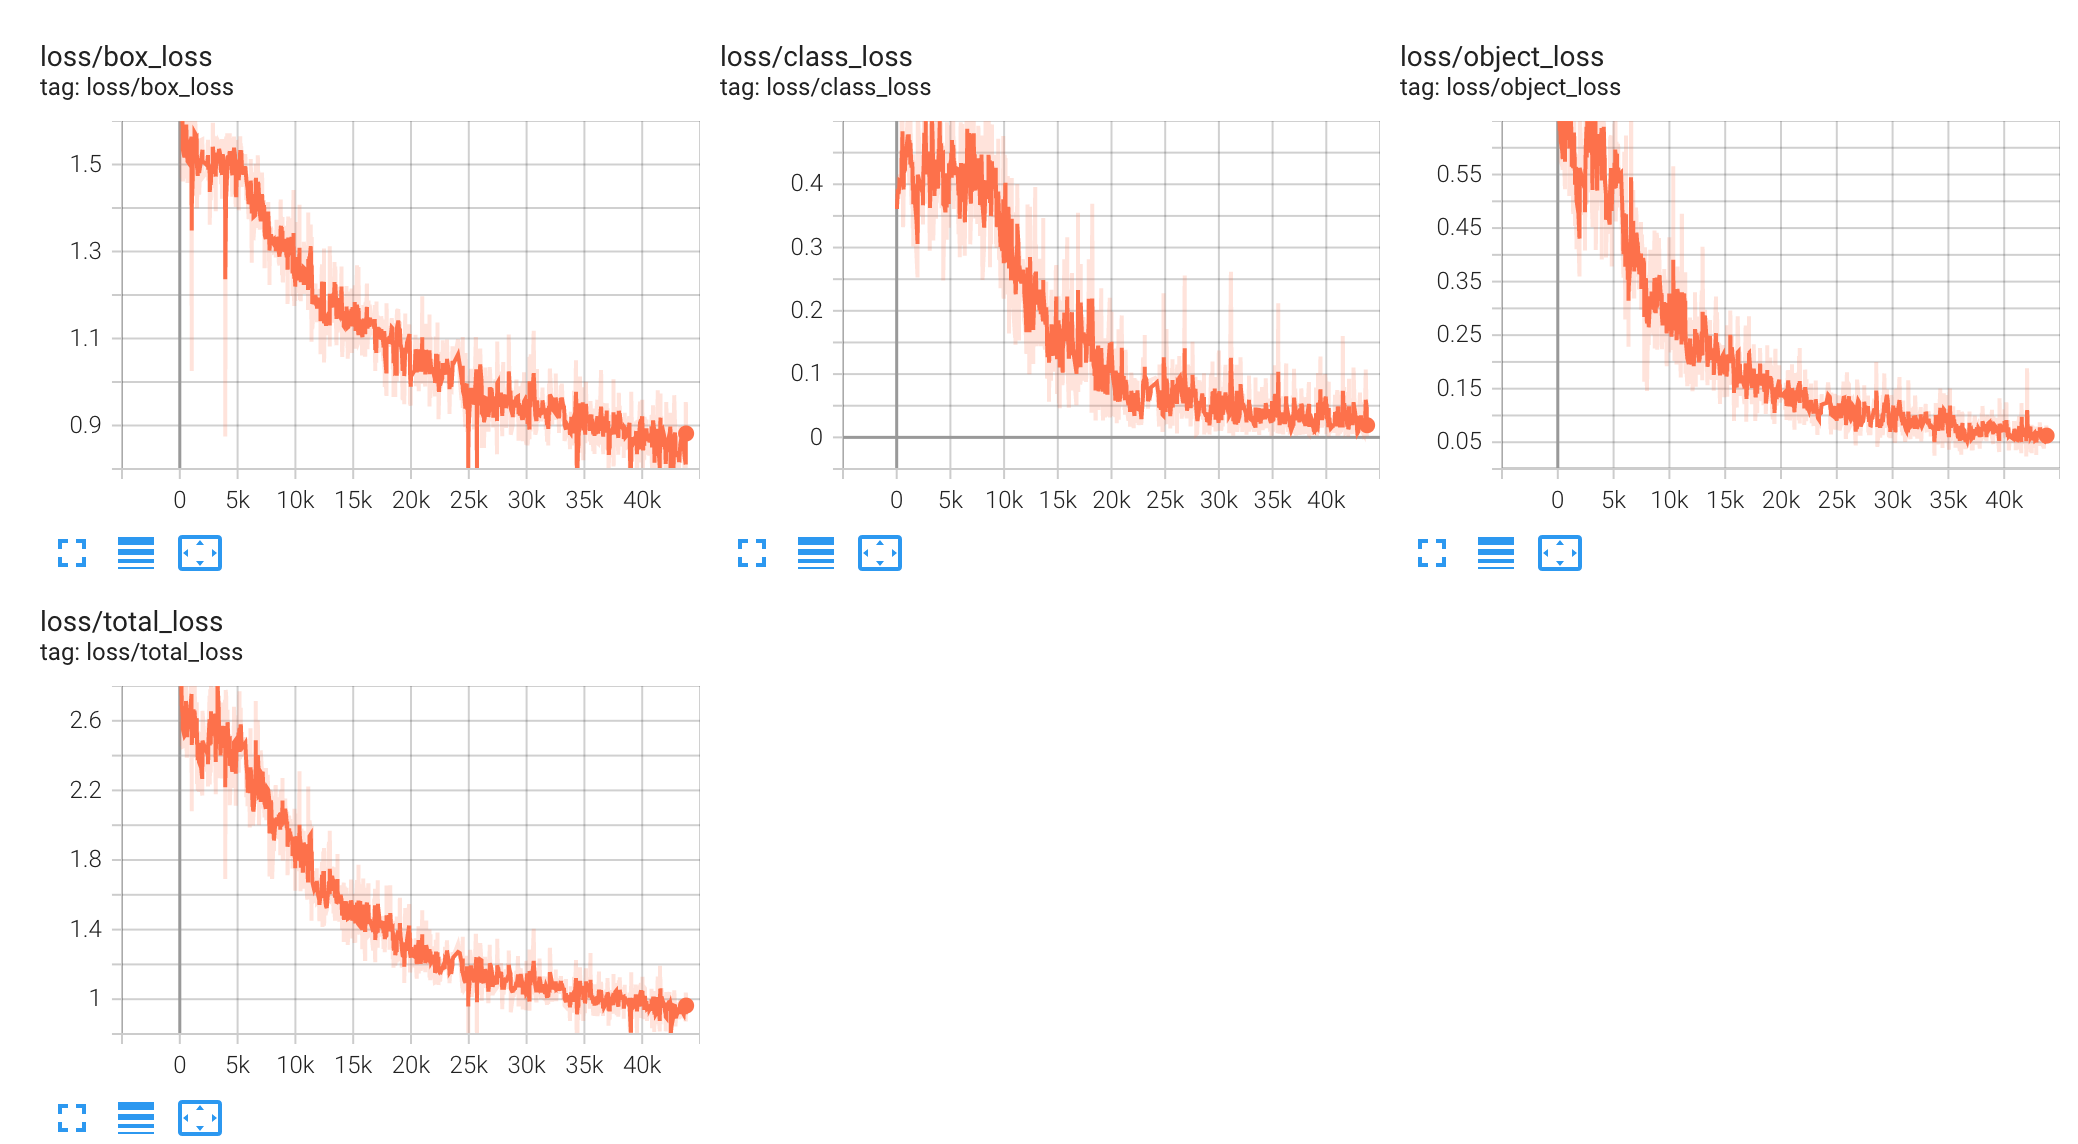 loss/box_loss
tag: loss/box_loss
1.5
1.3
1.1
0.9
0 5k 10k 15k 20k 25k 30k 35k 40k
loss/class_loss
tag: loss/class_loss
0.4
0.3
0.2
0.1
0
0 5k 10k 15k 20k 25k 30k 35k 40k
loss/object_loss
tag: loss/object_loss
0.55
0.45
0.35
0.25
0.15
0.05
0 5k 10k 15k 20k 25k 30k 35k 40k
loss/total_loss
tag: loss/total_loss
2.6
2.2
1.8
1.4
1
0 5k 10k 15k 20k 25k 30k 35k 40k